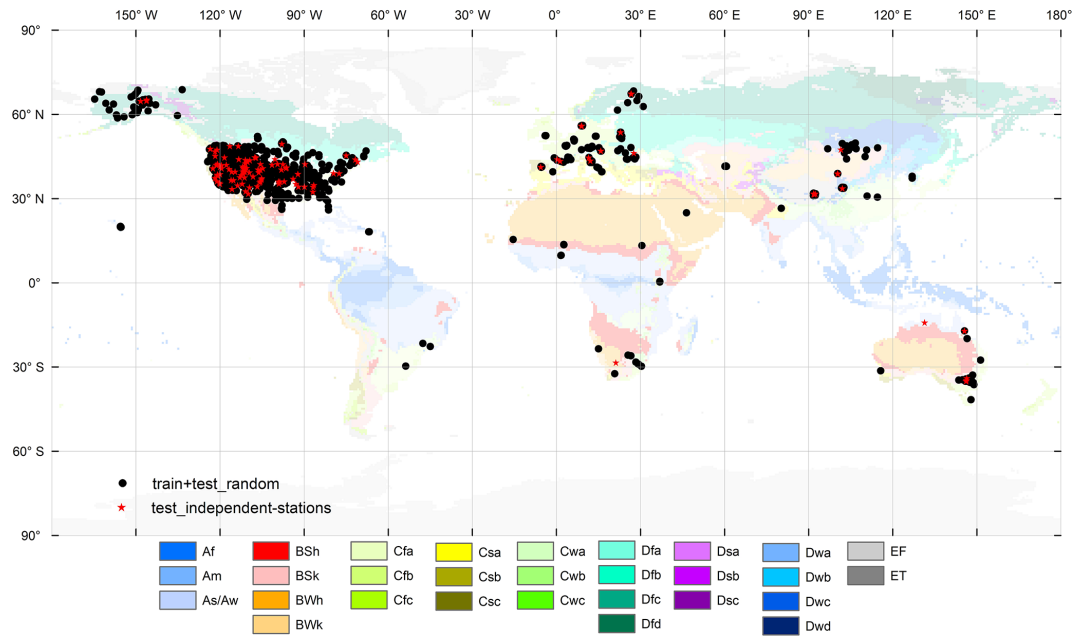 150° W 120° W 90° W 60° W 30° W 0° 30° E 60° E 90° E 120° E 150° E 180°
90°
60° N
30° N
0°
30° S
60° S
90°
train+test_random
test_independent-stations
Af BSh Cfa Csa Cwa Dfa Dsa Dwa EF
Am BSk Cfb Csb Cwb Dfb Dsb Dwb ET
As/Aw BWh Cfc Csc Cwc Dfc Dsc Dwc
BWk Dfd Dwd